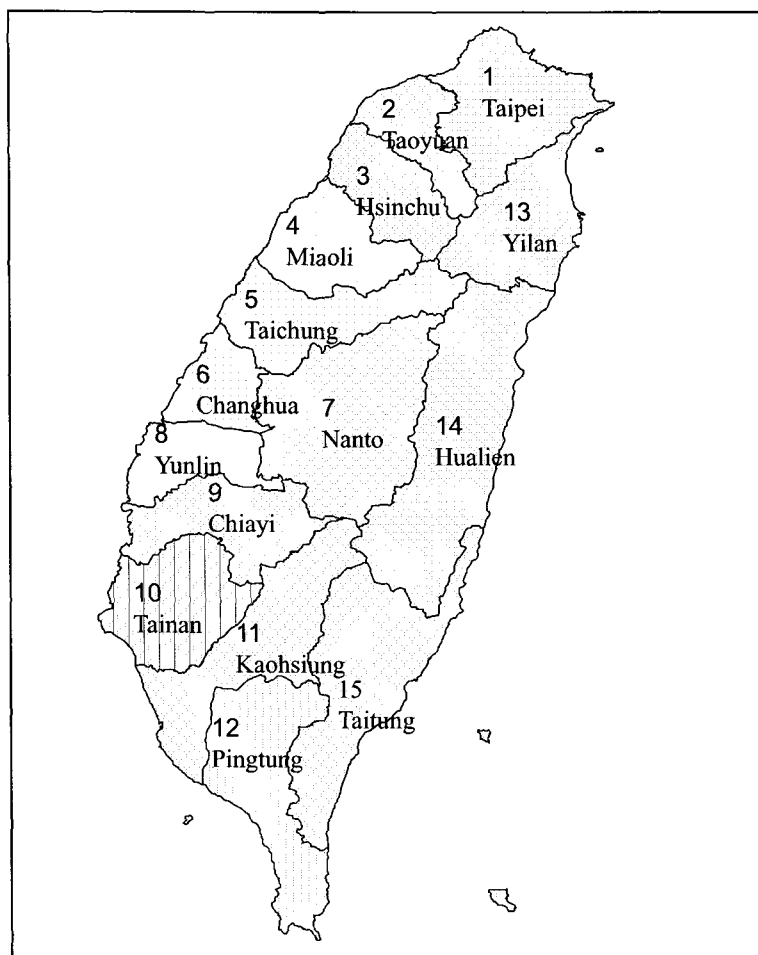 1
Taipei
2
Taoyuan
3
Hsinchu
13
Yilan
4
Miaoli
5
Taichung
6
Changhua
7
Nanto
14
Hualien
8
Yunlin
9
Chiayi
10
Tainan
11
Kaohsiung
15
Taitung
12
Pingtung